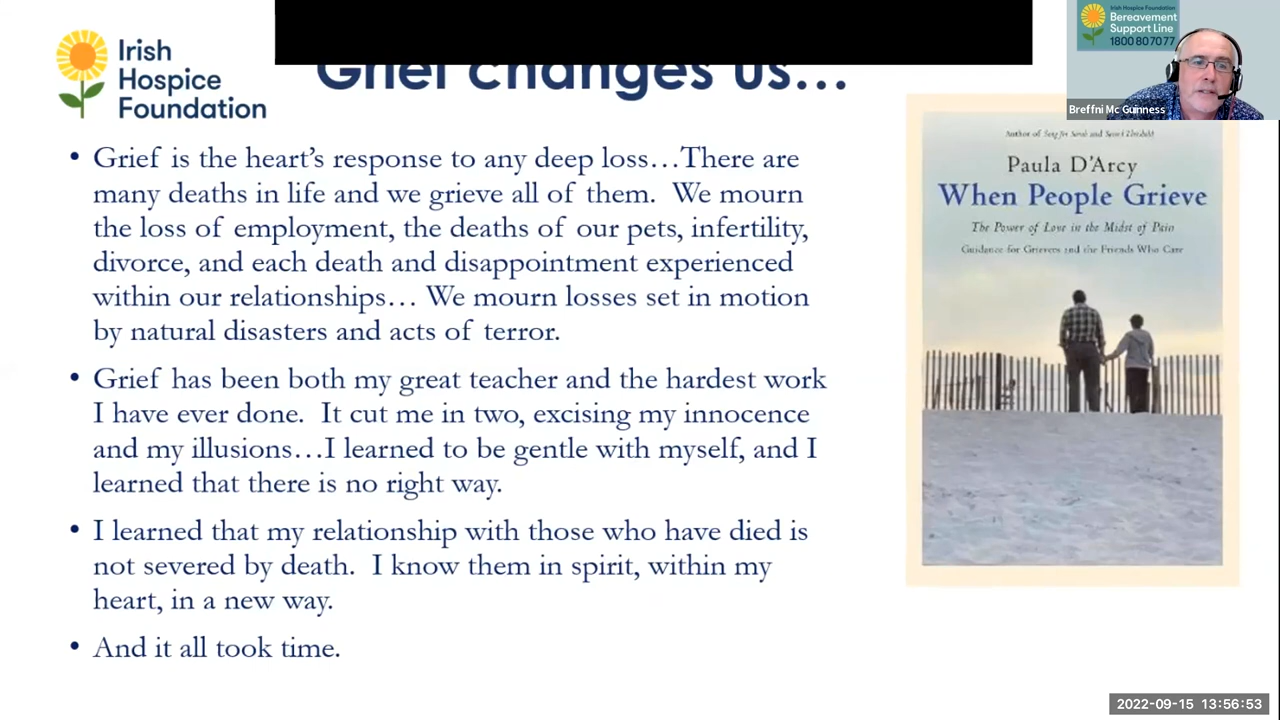 Irish
Hospice
Foundation
Grief changes us…
• Grief is the heart’s response to any deep loss…There are
many deaths in life and we grieve all of them. We mourn
the loss of employment, the deaths of our pets, infertility,
divorce, and each death and disappointment experienced
within our relationships… We mourn losses set in motion
by natural disasters and acts of terror.
• Grief has been both my great teacher and the hardest work
I have ever done. It cut me in two, excising my innocence
and my illusions…I learned to be gentle with myself, and I
learned that there is no right way.
• I learned that my relationship with those who have died is
not severed by death. I know them in spirit, within my
heart, in a new way.
• And it all took time.
Irish Hospice Foundation
Bereavement
Support Line
1800 807077
Breffni Mc Guinness
Author of Song for Sarah and
Paula D’Arcy
When People Grieve
The Power of Love in the Midst of Pain
Guidance for Grievers and the Friends Who Care
2022-09-15 13:56:53